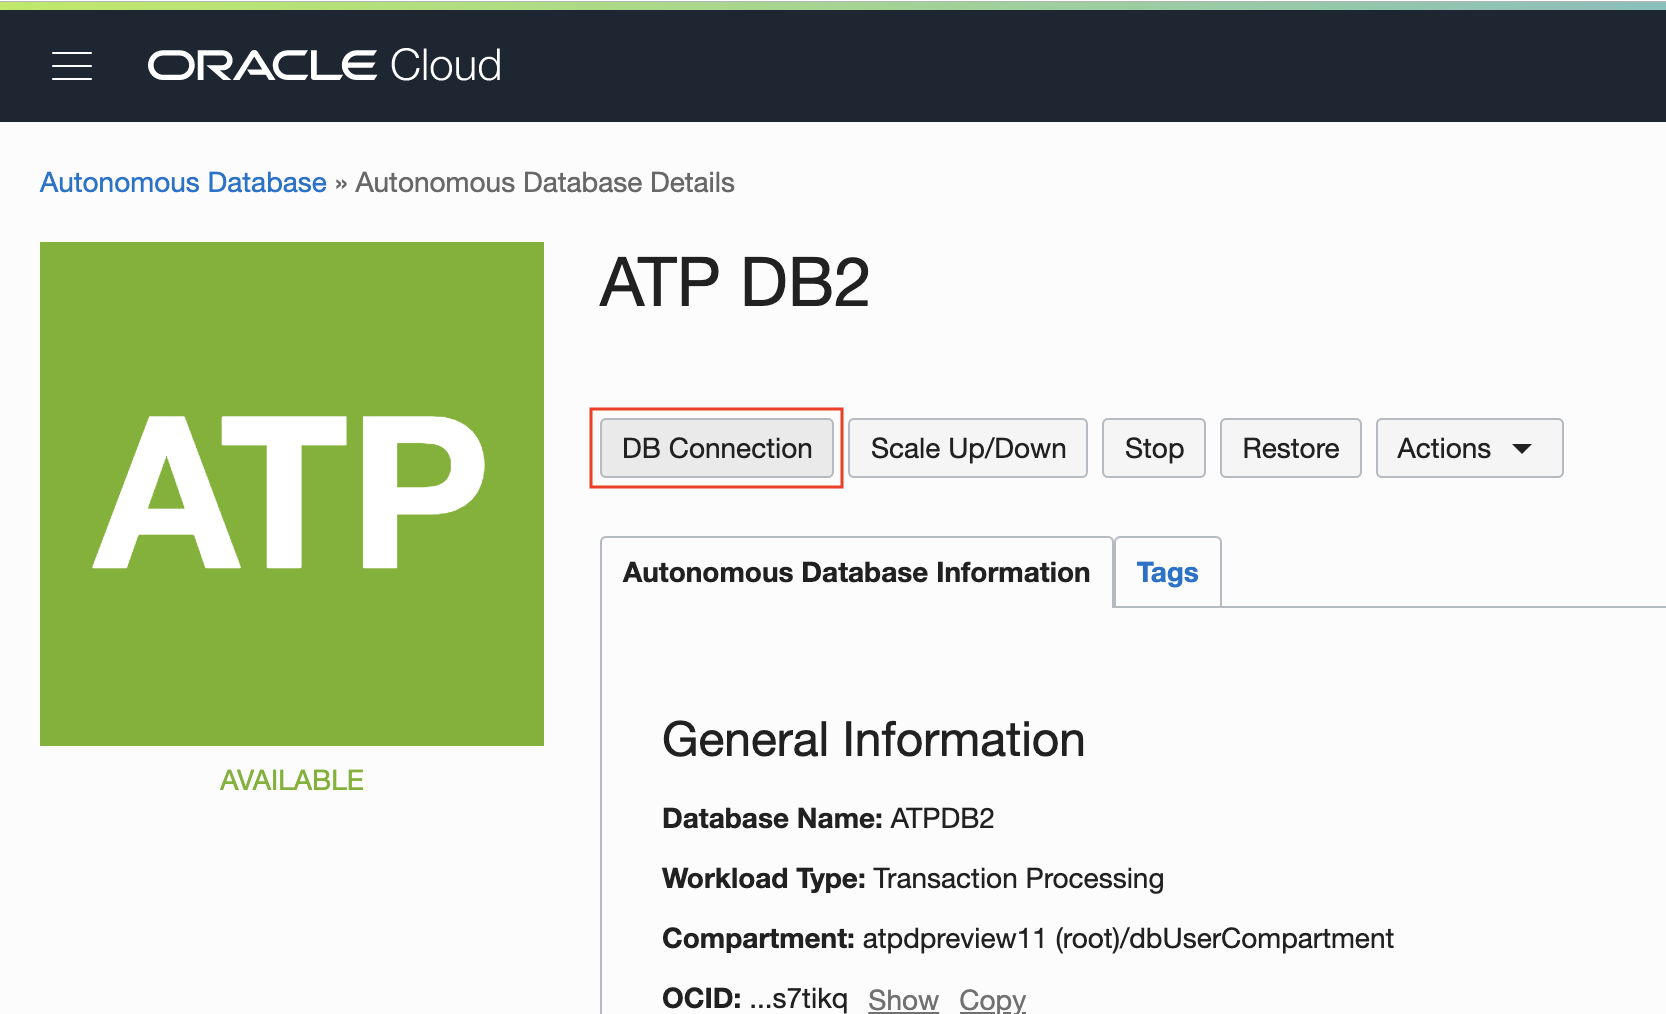 ORACLE Cloud
Autonomous Database » Autonomous Database Details
ATP
AVAILABLE
ATP DB2
DB Connection Scale Up/Down Stop Restore Actions
Autonomous Database Information Tags
General Information
Database Name: ATPDB2
Workload Type: Transaction Processing
Compartment: atpdpreview11 (root)/dbUserCompartment
OCID: ...s7tikq Show Copy